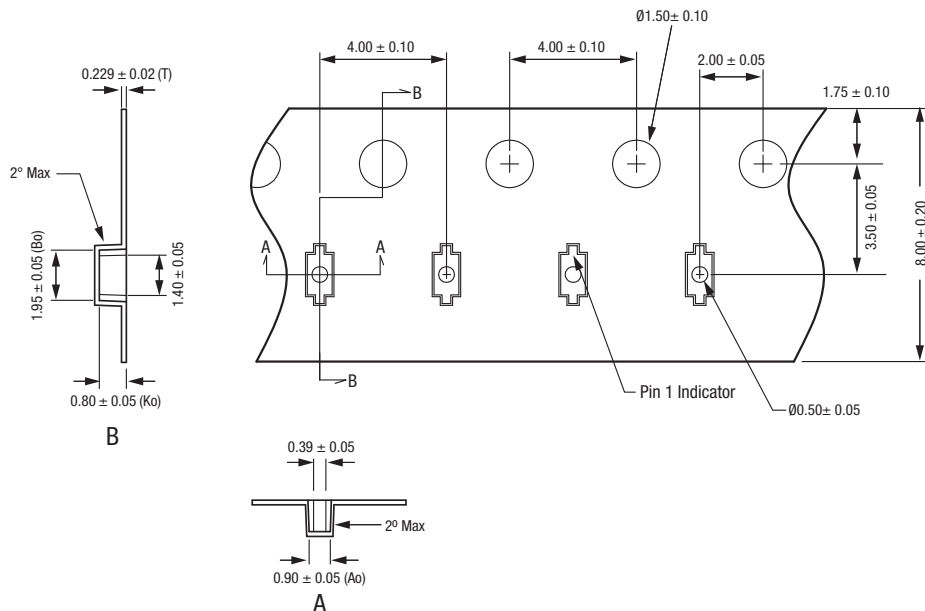 Ø1.50± 0.10
4.00 ± 0.10
4.00 ± 0.10
2.00 ± 0.05
0.229 ± 0.02 (T)
B
1.75 ± 0.10
2° Max
3.50 ± 0.05
8.00 ± 0.20
A
A
1.95 ± 0.05 (Bo)
1.40 ± 0.05
B
Pin 1 Indicator
0.80 ± 0.05 (Ko)
Ø0.50± 0.05
B
0.39 ± 0.05
2º Max
0.90 ± 0.05 (Ao)
A